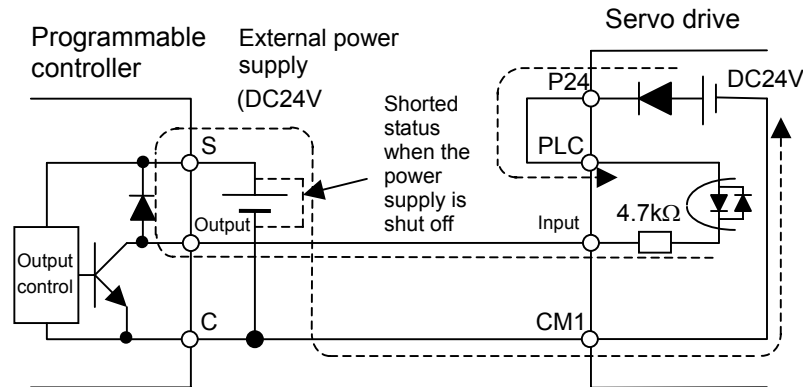 Programmable
controller
External power
supply
(DC24V
Servo drive
P24
DC24V
Shorted
status
when the
power
supply is
shut off
S
PLC
Output
Input
4.7kΩ
Output
control
C
CM1